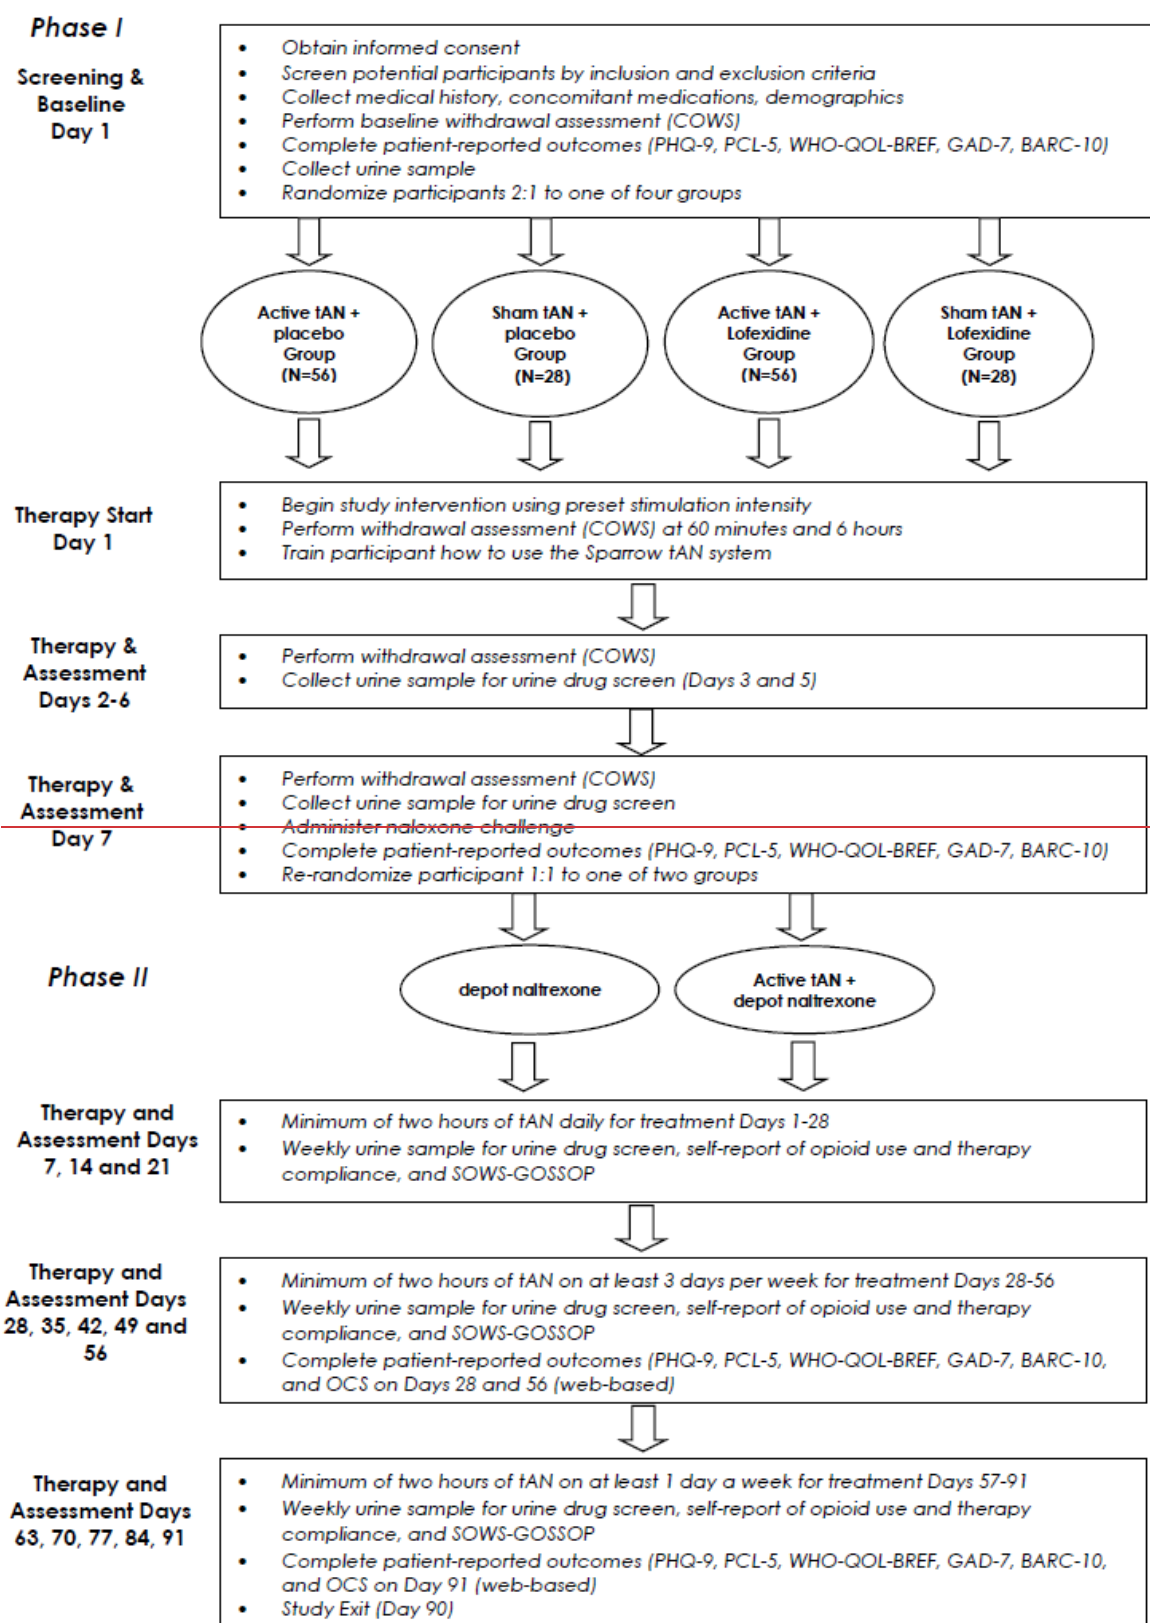 Phase I
Screening &
Baseline
Day 1
• Obtain informed consent
• Screen potential participants by inclusion and exclusion criteria
• Collect medical history, concomitant medications, demographics
• Perform baseline withdrawal assessment (COWS)
• Complete patient-reported outcomes (PHQ-9, PCL-5, WHO-QOL-BREF, GAD-7, BARC-10)
• Collect urine sample
• Randomize participants 2:1 to one of four groups
Active tAN +
placebo
Group
(N=56)
Sham tAN +
placebo
Group
(N=28)
Active tAN +
Lofexidine
Group
(N=56)
Sham tAN +
Lofexidine
Group
(N=28)
Therapy Start
Day 1
• Begin study intervention using preset stimulation intensity
• Perform withdrawal assessment (COWS) at 60 minutes and 6 hours
• Train participant how to use the Sparrow tAN system
Therapy &
Assessment
Days 2-6
• Perform withdrawal assessment (COWS)
• Collect urine sample for urine drug screen (Days 3 and 5)
Therapy &
Assessment
Day 7
• Perform withdrawal assessment (COWS)
• Collect urine sample for urine drug screen
• Administer naloxone challenge
• Complete patient-reported outcomes (PHQ-9, PCL-5, WHO-QOL-BREF, GAD-7, BARC-10)
• Re-randomize participant 1:1 to one of two groups
Phase II
depot naltrexone
Active tAN +
depot naltrexone
Therapy and
Assessment Days
7, 14 and 21
• Minimum of two hours of tAN daily for treatment Days 1-28
• Weekly urine sample for urine drug screen, self-report of opioid use and therapy
compliance, and SOWS-GOSSOP
Therapy and
Assessment Days
28, 35, 42, 49 and
56
• Minimum of two hours of tAN on at least 3 days per week for treatment Days 28-56
• Weekly urine sample for urine drug screen, self-report of opioid use and therapy
compliance, and SOWS-GOSSOP
• Complete patient-reported outcomes (PHQ-9, PCL-5, WHO-QOL-BREF, GAD-7, BARC-10,
and OCS on Days 28 and 56 (web-based)
Therapy and
Assessment Days
63, 70, 77, 84, 91
• Minimum of two hours of tAN on at least 1 day a week for treatment Days 57-91
• Weekly urine sample for urine drug screen, self-report of opioid use and therapy
compliance, and SOWS-GOSSOP
• Complete patient-reported outcomes (PHQ-9, PCL-5, WHO-QOL-BREF, GAD-7, BARC-10,
and OCS on Day 91 (web-based)
• Study Exit (Day 90)